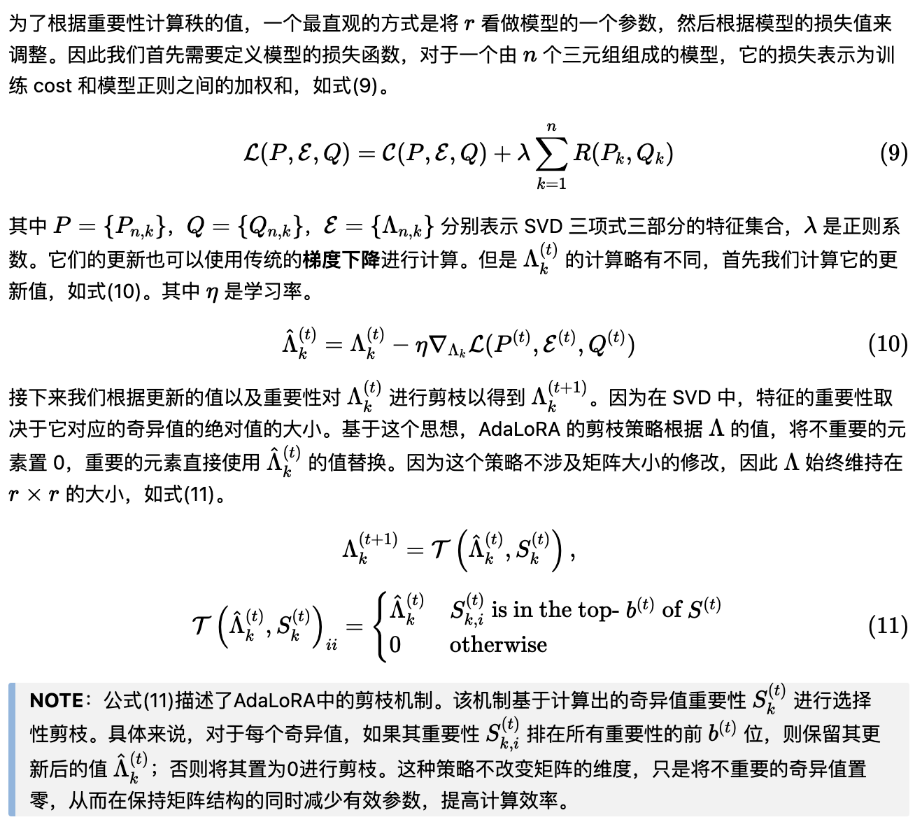 为了根据重要性计算秩的值，一个最直观的方式是将 r 看做模型的一个参数，然后根据模型的损失值来
调整。因此我们首先需要定义模型的损失函数，对于一个由 n 个三元组组成的模型，它的损失表示为训
练 cost 和模型正则之间的加权和，如式(9)。
$\mathcal{L}(P, \mathcal{E}, Q) = \mathcal{C}(P, \mathcal{E}, Q) + \lambda \sum_{k=1}^{n} R(P_k, Q_k)$ (9)
其中 $P = \{P_{n,k}\}$，$Q = \{Q_{n,k}\}$，$\mathcal{E} = \{\Lambda_{n,k}\}$ 分别表示 SVD 三项式三部分的特征集合，λ 是正则系
数。它们的更新也可以使用传统的梯度下降进行计算。但是 $\Lambda_k^{(t)}$ 的计算略有不同，首先我们计算它的更
新值，如式(10)。其中 η 是学习率。
$\hat{\Lambda}_k^{(t)} = \Lambda_k^{(t)} - \eta \nabla_{\Lambda_k} \mathcal{L}(P^{(t)}, \mathcal{E}^{(t)}, Q^{(t)})$ (10)
接下来我们根据更新的值以及重要性对 $\Lambda_k^{(t)}$ 进行剪枝以得到 $\Lambda_k^{(t+1)}$。因为在 SVD 中，特征的重要性取
决于它对应的奇异值的绝对值的大小。基于这个思想，AdaLoRA 的剪枝策略根据 Λ 的值，将不重要的元
素置 0，重要的元素直接使用 $\hat{\Lambda}_k^{(t)}$ 的值替换。因为这个策略不涉及矩阵大小的修改，因此 Λ 始终维持在
r × r 的大小，如式(11)。
$\Lambda_k^{(t+1)} = \mathcal{T}\left(\hat{\Lambda}_k^{(t)}, S_k^{(t)}\right),$
$\mathcal{T}\left(\hat{\Lambda}_k^{(t)}, S_k^{(t)}\right)_{ii} = \begin{cases} \hat{\Lambda}_k^{(t)} & S_{k,i}^{(t)} \text{ is in the top- } b^{(t)} \text{ of } S^{(t)} \\ 0 & \text{otherwise} \end{cases}$ (11)
NOTE：公式(11)描述了AdaLoRA中的剪枝机制。该机制基于计算出的奇异值重要性 $S_k^{(t)}$ 进行选择
性剪枝。具体来说，对于每个奇异值，如果其重要性 $S_{k,i}^{(t)}$ 排在所有重要性的前 $b^{(t)}$ 位，则保留其更
新后的值 $\hat{\Lambda}_k^{(t)}$；否则将其置为0进行剪枝。这种策略不改变矩阵的维度，只是将不重要的奇异值置
零，从而在保持矩阵结构的同时减少有效参数，提高计算效率。